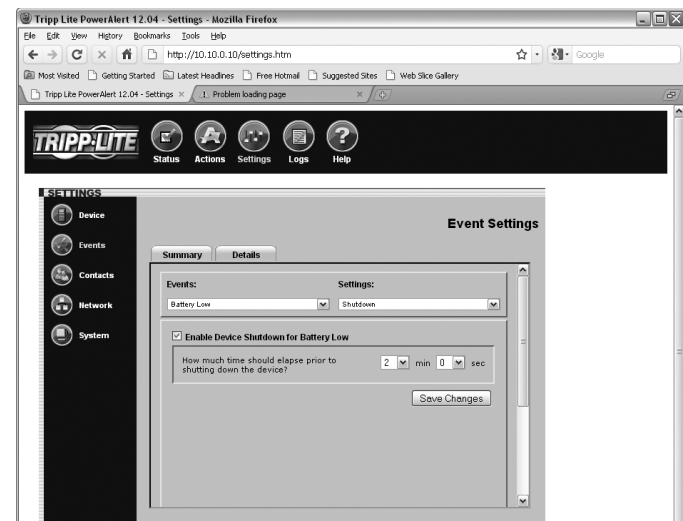 Tripp Lite PowerAlert 12.04 - Settings - Mozilla Firefox
File Edit View History Bookmarks Tools Help
http://10.10.0.10/settings.htm
Google
Most Visited Getting Started Latest Headlines Free Hotmail Suggested Sites Web Slice Gallery
Tripp Lite PowerAlert 12.04 - Settings Problem loading page
TRIPP·LITE
Status Actions Settings Logs Help
SETTINGS
Device
Events
Contacts
Network
System
Event Settings
Summary Details
Events: Settings:
Battery Low Shutdown
Enable Device Shutdown for Battery Low
How much time should elapse prior to
shutting down the device?
2 min 0 sec
Save Changes